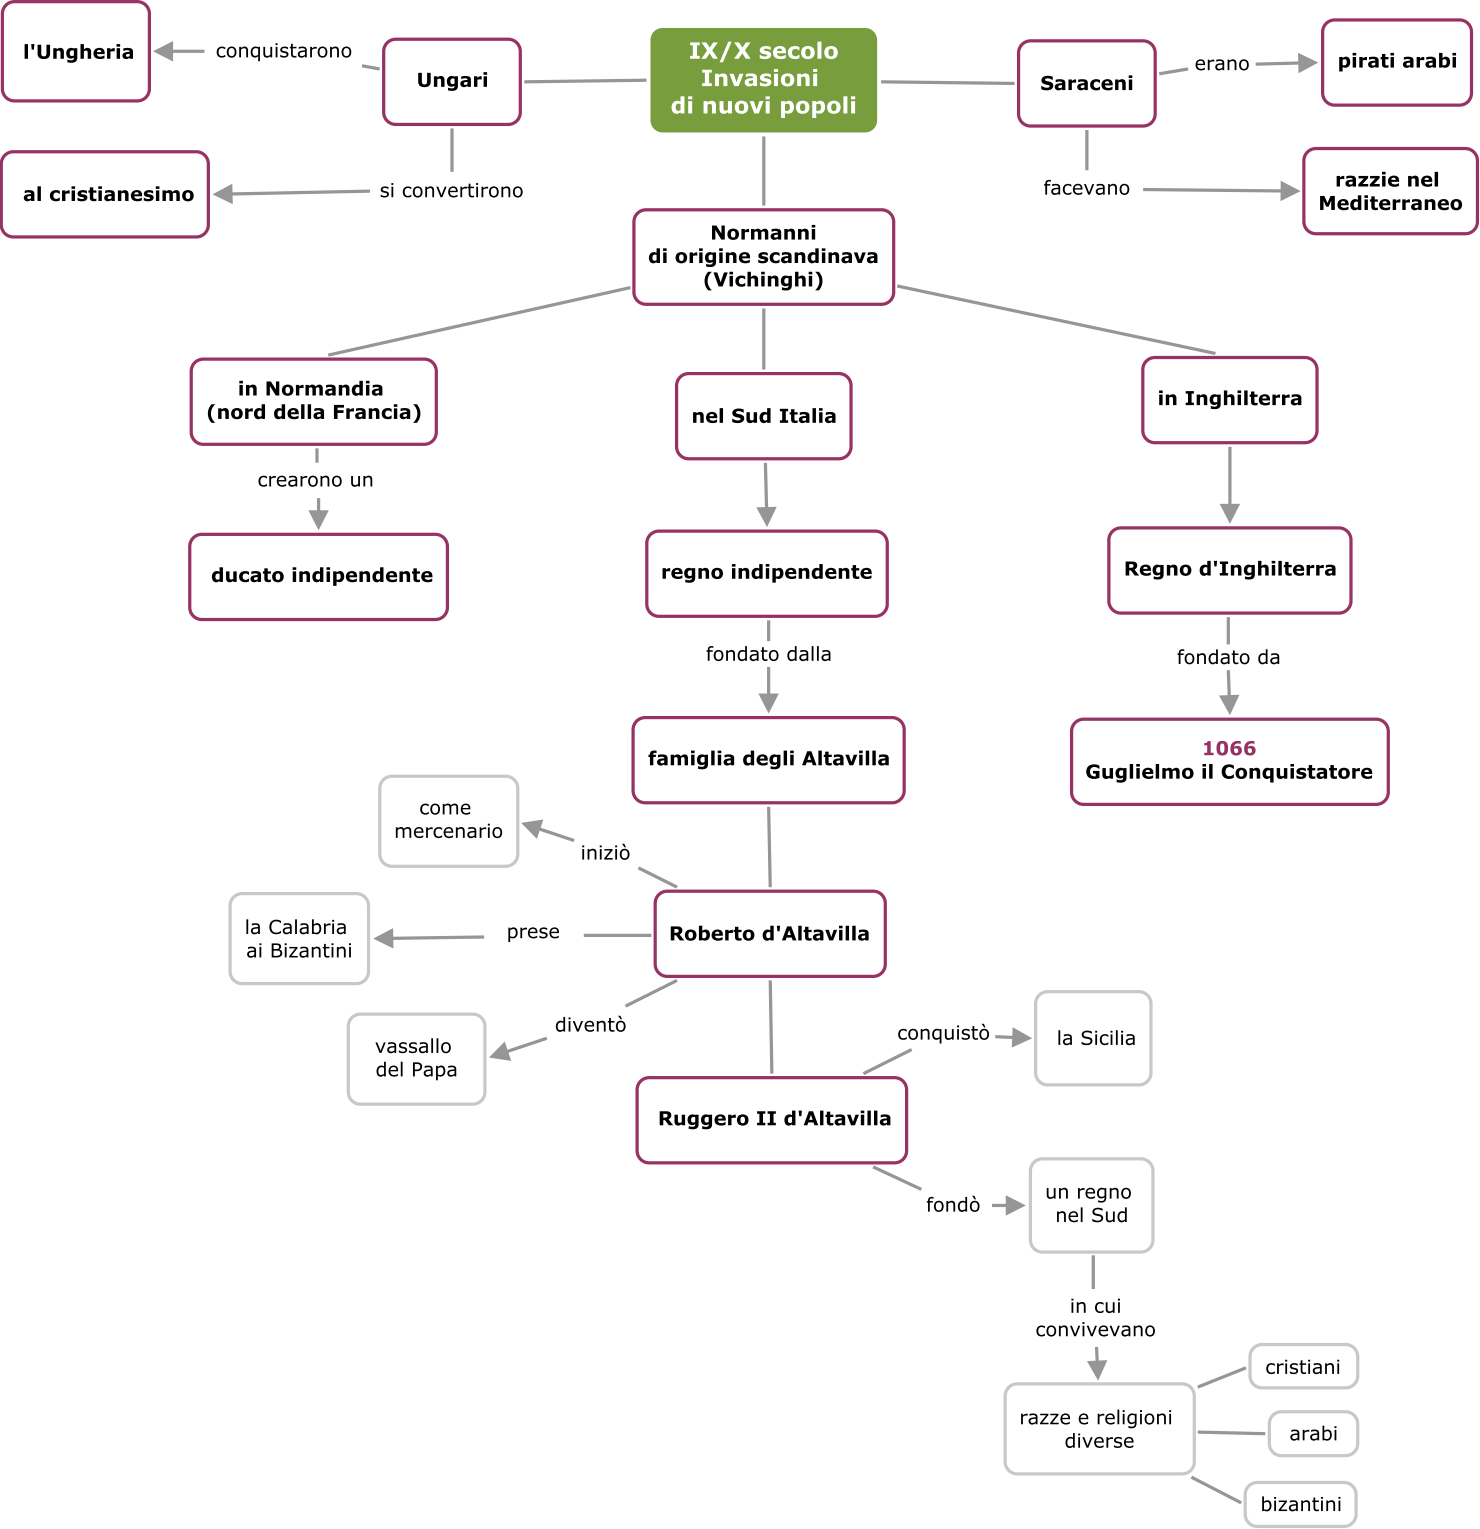 l'Ungheria
conquistarono
Ungari
IX/X secolo
Invasioni
di nuovi popoli
Saraceni
erano
pirati arabi
al cristianesimo
si convertirono
facevano
razzie nel
Mediterraneo
Normanni
di origine scandinava
(Vichinghi)
in Normandia
(nord della Francia)
nel Sud Italia
in Inghilterra
crearono un
ducato indipendente
regno indipendente
Regno d'Inghilterra
fondato dalla
fondato da
famiglia degli Altavilla
1066
Guglielmo il Conquistatore
come
mercenario
iniziò
la Calabria
ai Bizantini
prese
Roberto d'Altavilla
vassallo
del Papa
diventò
conquistò
la Sicilia
Ruggero II d'Altavilla
fondò
un regno
nel Sud
in cui
convivevano
razze e religioni
diverse
cristiani
arabi
bizantini